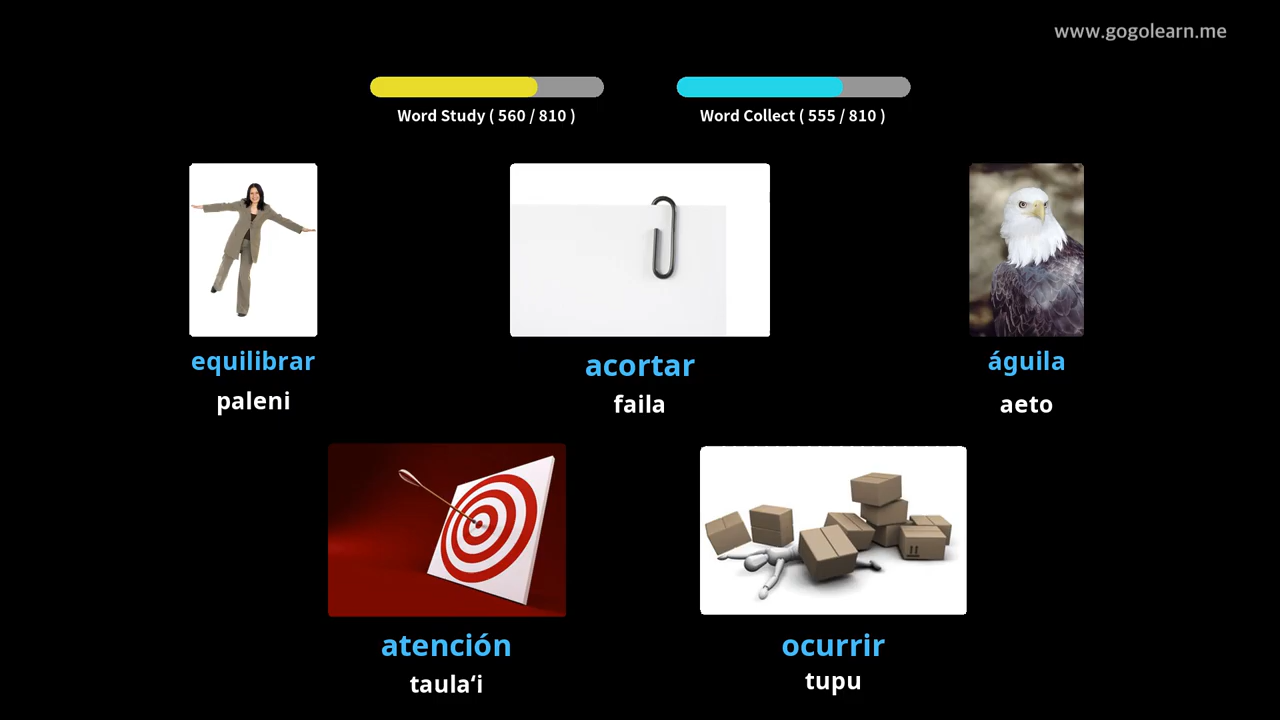 www.gogolearn.me
Word Study ( 560 / 810 )
Word Collect ( 555 / 810 )
equilibrar
paleni
acortar
faila
águila
aeto
atención
taulaʻi
ocurrir
tupu